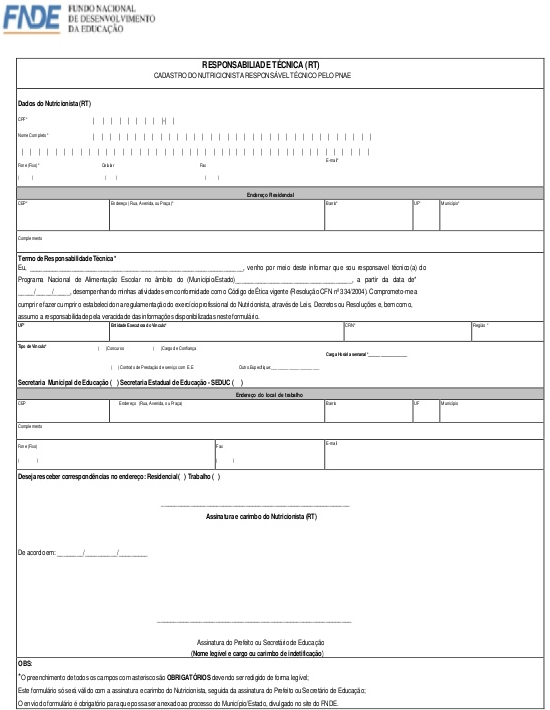 FNDE
FUNDO NACIONAL
DE DESENVOLVIMENTO
DA EDUCAÇÃO
RESPONSABILIADE TÉCNICA (RT)
CADASTRO DO NUTRICIONISTA RESPONSÁVEL TÉCNICO PELO PNAE
Dados do Nutricionista (RT)
CPF*
Nome Completo *
E-mail*
Fone (Fixo) * Celular Fax
( ) ( ) ( )
Endereço Residencial
CEP* Endereço ( Rua, Avenida, ou Praça)* Bairro* UF* Município*
Complemento
Termo de Responsabilidade Técnica*
Eu, ____________________, venho por meio deste informar que sou responsavel técnico(a) do
Programa Nacional de Alimentação Escolar no âmbito do (Município/Estado)____________________, a partir da data de*
____/____/____, desempenhando minhas atividades em conformidade com o Código de Ética vigente (Resolução CFN nº 334/2004). Comprometo-me a
cumprir e fazer cumprir o estabelecido na regulamentação do exercício profissional do Nutricionista, através de Leis, Decretos ou Resoluções e, bem como,
assumo a responsabilidade pela veracidade das informações disponibilizadas neste formulário.
UF* Entidade Executora do Vínculo* CRN* Região *
Tipo de Vínculo* ( )Concurso ( ) Cargo de Confiança
Carga Horária semanal *____________
( ) Contrato de Prestação de serviço com E.E Outro.Especifique:____________
Secretaria Municipal de Educação ( ) Secretaria Estadual de Educação - SEDUC ( )
Endereço do local de trabalho
CEP Endereço (Rua, Avenida, ou Praça) Bairro UF Município
Complemento
Fone (Fixo) Fax E-mail
( ) ( )
Deseja receber correspondências no endereço: Residencial ( ) Trabalho ( )
Assinatura e carimbo do Nutricionista (RT)
De acordo em: ______/________/_______
Assinatura do Prefeito ou Secretário de Educação
(Nome legível e cargo ou carimbo de indetificação)
OBS:
*O preenchimento de todos os campos com asterisco são OBRIGATÓRIOS devendo ser redigido de forma legível;
Este formulário só será válido com a assinatura e carimbo do Nutricionista, seguida da assinatura do Prefeito ou Secretário de Educação;
O envio do formulário é obrigatório para que possa ser anexado ao processo do Município/Estado, divulgado no site do FNDE.